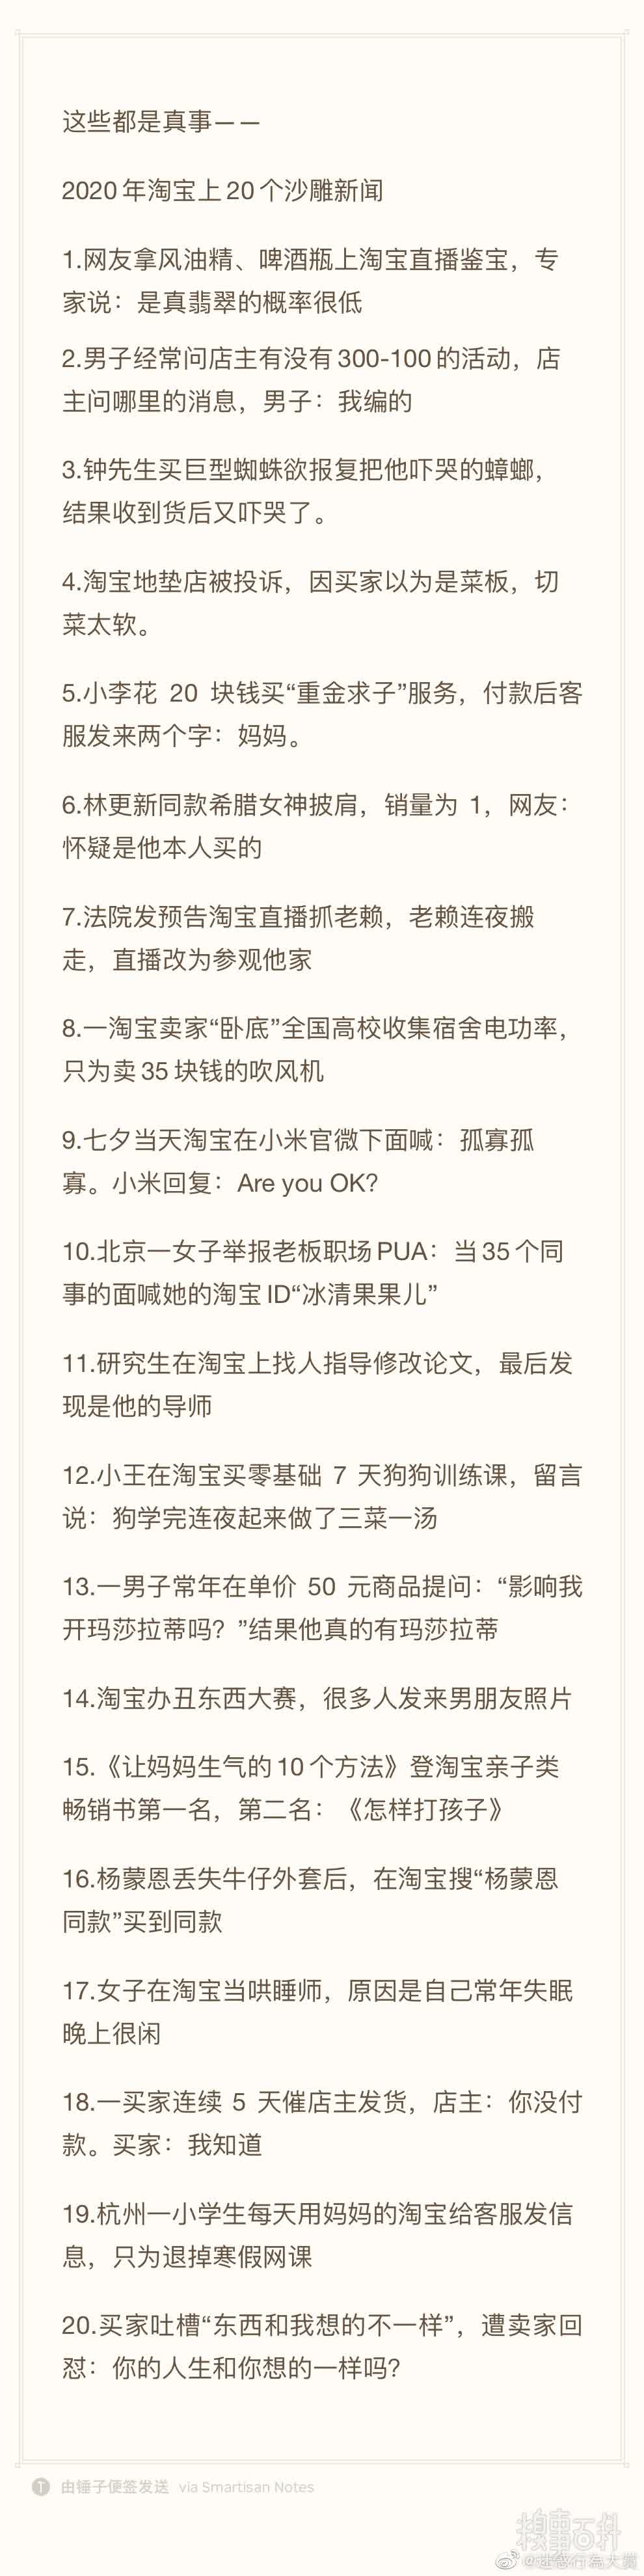 这些都是真事——
2020年淘宝上20个沙雕新闻
1.网友拿风油精、啤酒瓶上淘宝直播鉴宝，专
家说：是真翡翠的概率很低
2.男子经常问店主有没有300-100的活动，店
主问哪里的消息，男子：我编的
3.钟先生买巨型蜘蛛欲报复把他吓哭的蟑螂，
结果收到货后又吓哭了。
4.淘宝地垫店被投诉，因买家以为是菜板，切
菜太软。
5.小李花 20 块钱买“重金求子”服务，付款后客
服发来两个字：妈妈。
6.林更新同款希腊女神披肩，销量为 1，网友：
怀疑是他本人买的
7.法院发预告淘宝直播抓老赖，老赖连夜搬
走，直播改为参观他家
8.一淘宝卖家“卧底”全国高校收集宿舍电功率，
只为卖35块钱的吹风机
9.七夕当天淘宝在小米官微下面喊：孤寡孤
寡。小米回复：Are you OK?
10.北京一女子举报老板职场PUA：当35个同
事的面喊她的淘宝ID“冰清果果儿”
11.研究生在淘宝上找人指导修改论文，最后发
现是他的导师
12.小王在淘宝买零基础 7 天狗狗训练课，留言
说：狗学完连夜起来做了三菜一汤
13.一男子常年在单价 50 元商品提问：“影响我
开玛莎拉蒂吗？”结果他真的有玛莎拉蒂
14.淘宝办丑东西大赛，很多人发来男朋友照片
15.《让妈妈生气的10个方法》登淘宝亲子类
畅销书第一名，第二名：《怎样打孩子》
16.杨蒙恩丢失牛仔外套后，在淘宝搜“杨蒙恩
同款”买到同款
17.女子在淘宝当哄睡师，原因是自己常年失眠
晚上很闲
18.一买家连续 5 天催店主发货，店主：你没付
款。买家：我知道
19.杭州一小学生每天用妈妈的淘宝给客服发信
息，只为退掉寒假网课
20.买家吐槽“东西和我想的不一样”，遭卖家回
怼：你的人生和你想的一样吗？
由锤子便签发送 via Smartisan Notes